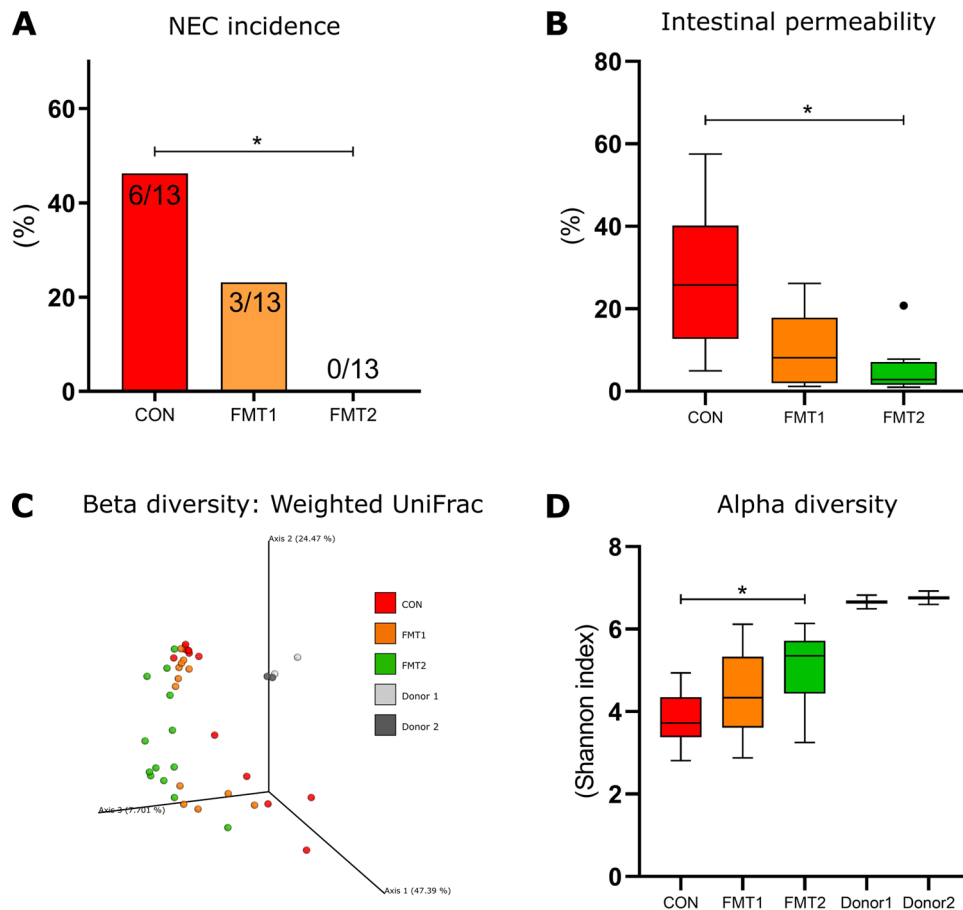 A
NEC incidence
60
40
20
0
(%)
*
6/13
3/13
0/13
CON
FMT1
FMT2
B
Intestinal permeability
80
60
40
20
0
(%)
*
CON
FMT1
FMT2
C
Beta diversity: Weighted UniFrac
Axis 2 (24.47 %)
CON
FMT1
FMT2
Donor 1
Donor 2
Axis 3 (7.701 %)
Axis 1 (47.39 %)
D
Alpha diversity
8
6
4
2
0
(Shannon index)
*
CON
FMT1
FMT2
Donor1
Donor2